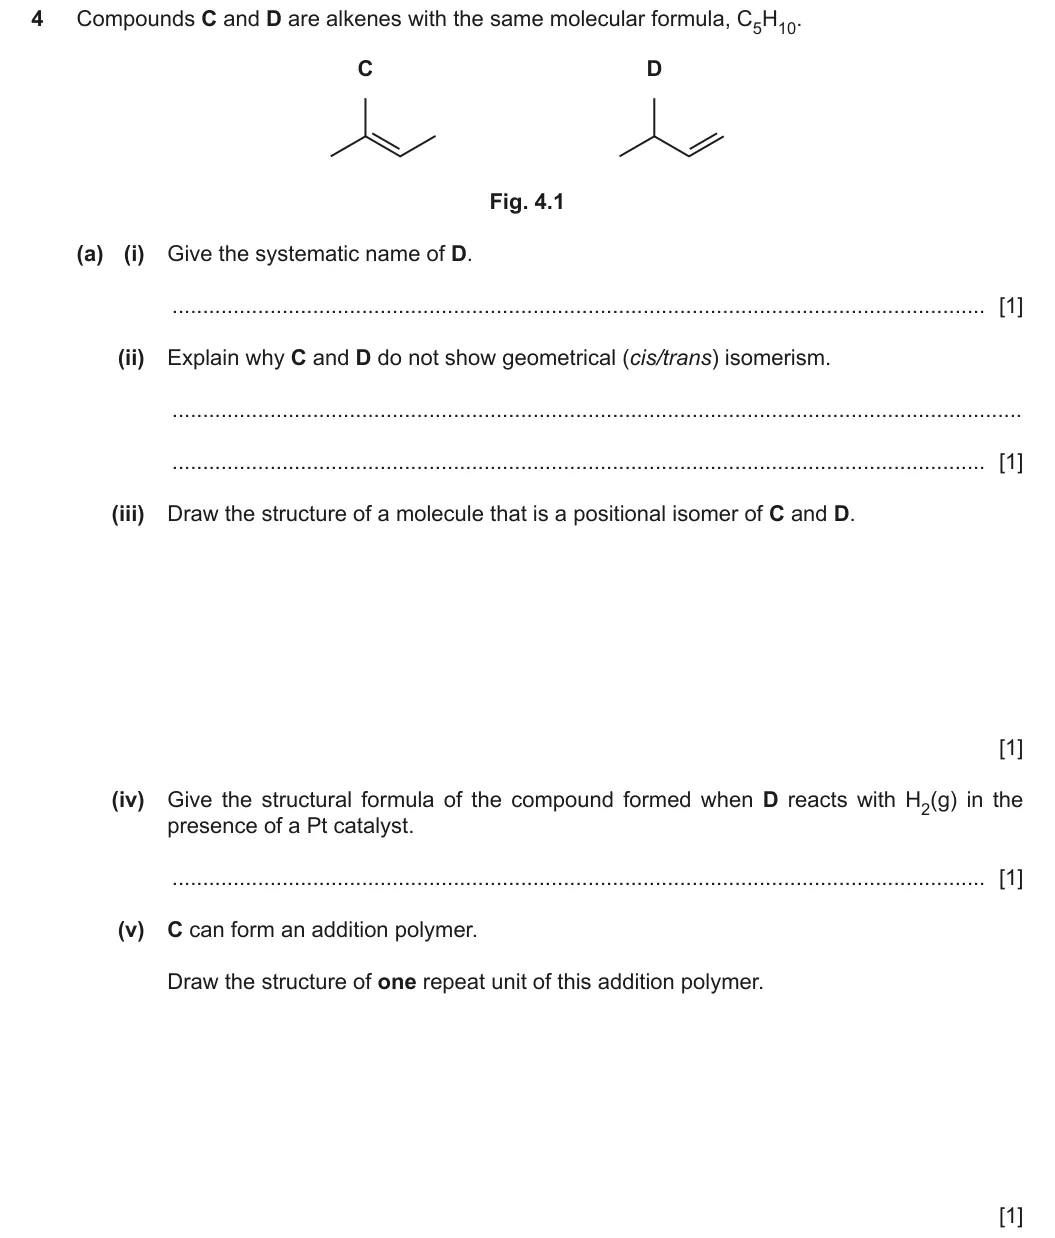 4 Compounds C and D are alkenes with the same molecular formula, C₅H₁₀.
C D
Fig. 4.1
(a) (i) Give the systematic name of D.
.................................................................................................................................... [1]
(ii) Explain why C and D do not show geometrical (cis/trans) isomerism.
..........................................................................................................................................
.................................................................................................................................... [1]
(iii) Draw the structure of a molecule that is a positional isomer of C and D.
[1]
(iv) Give the structural formula of the compound formed when D reacts with H₂(g) in the
presence of a Pt catalyst.
.................................................................................................................................... [1]
(v) C can form an addition polymer.
Draw the structure of one repeat unit of this addition polymer.
[1]